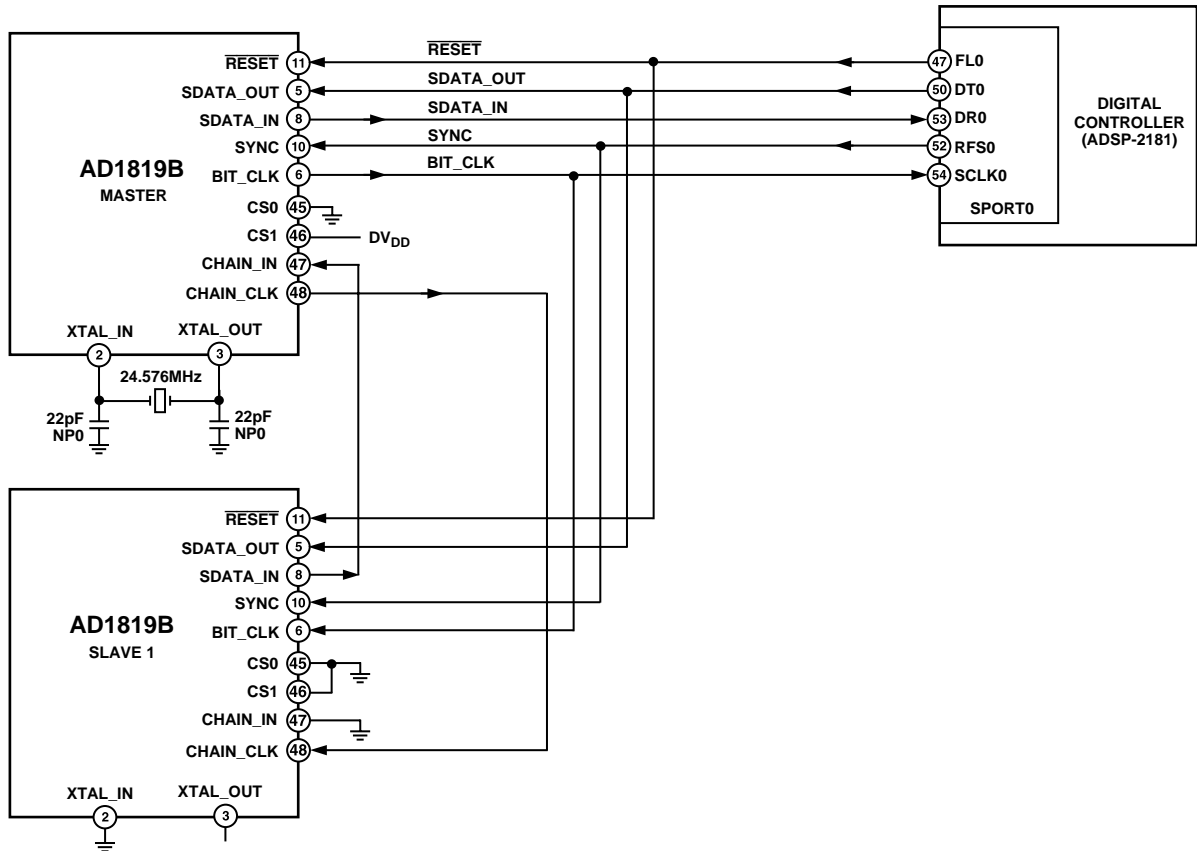 AD1819B
MASTER
RESET 11
SDATA_OUT 5
SDATA_IN 8
SYNC 10
BIT_CLK 6
CS0 45
CS1 46
DVDD
CHAIN_IN 47
CHAIN_CLK 48
XTAL_IN
2
XTAL_OUT
3
24.576MHz
22pF
NP0
22pF
NP0
RESET
SDATA_OUT
SDATA_IN
SYNC
BIT_CLK
47 FL0
50 DT0
53 DR0
52 RFS0
54 SCLK0
SPORT0
DIGITAL
CONTROLLER
(ADSP-2181)
AD1819B
SLAVE 1
RESET 11
SDATA_OUT 5
SDATA_IN 8
SYNC 10
BIT_CLK 6
CS0 45
CS1 46
CHAIN_IN 47
CHAIN_CLK 48
XTAL_IN
2
XTAL_OUT
3